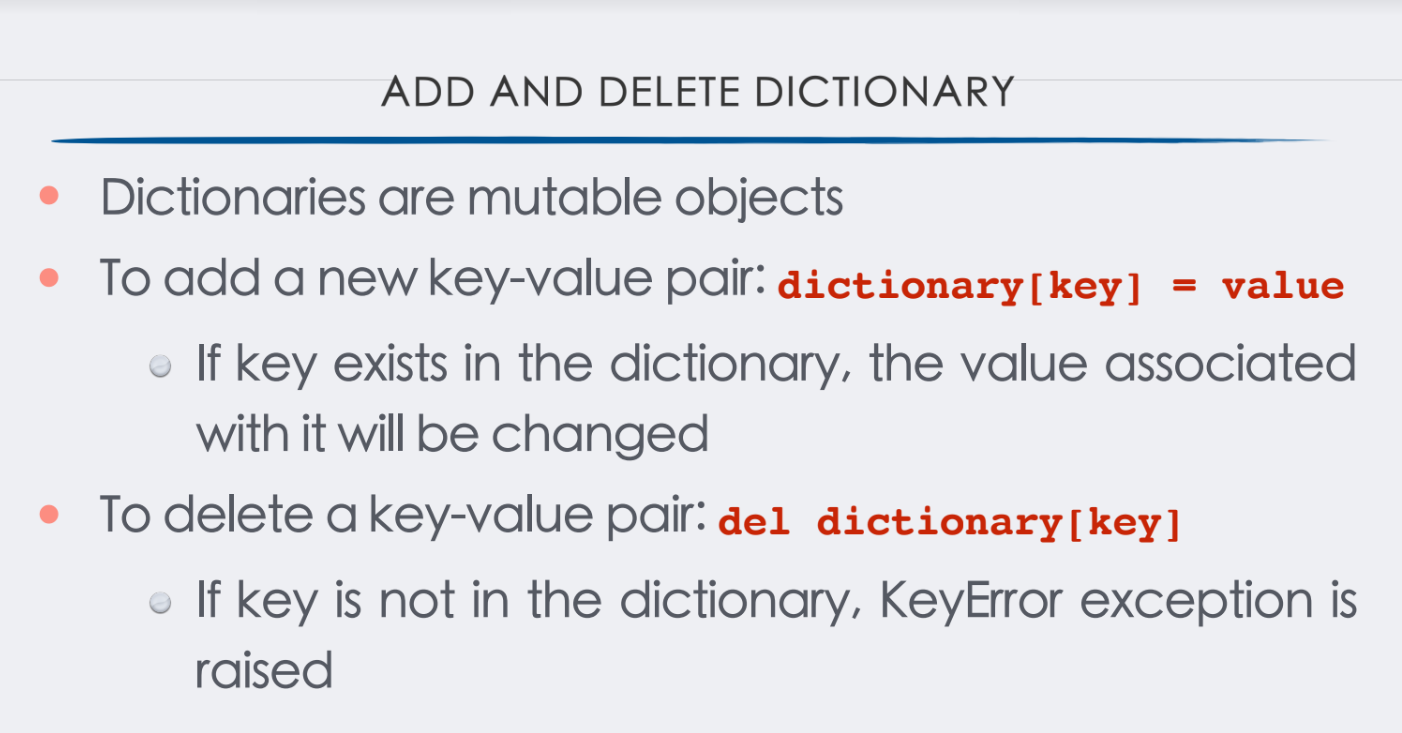 ADD AND DELETE DICTIONARY
Dictionaries are mutable objects
To add a new key-value pair: dictionary[key] = value
If key exists in the dictionary, the value associated
with it will be changed
To delete a key-value pair: del dictionary[key]
If key is not in the dictionary, KeyError exception is
raised